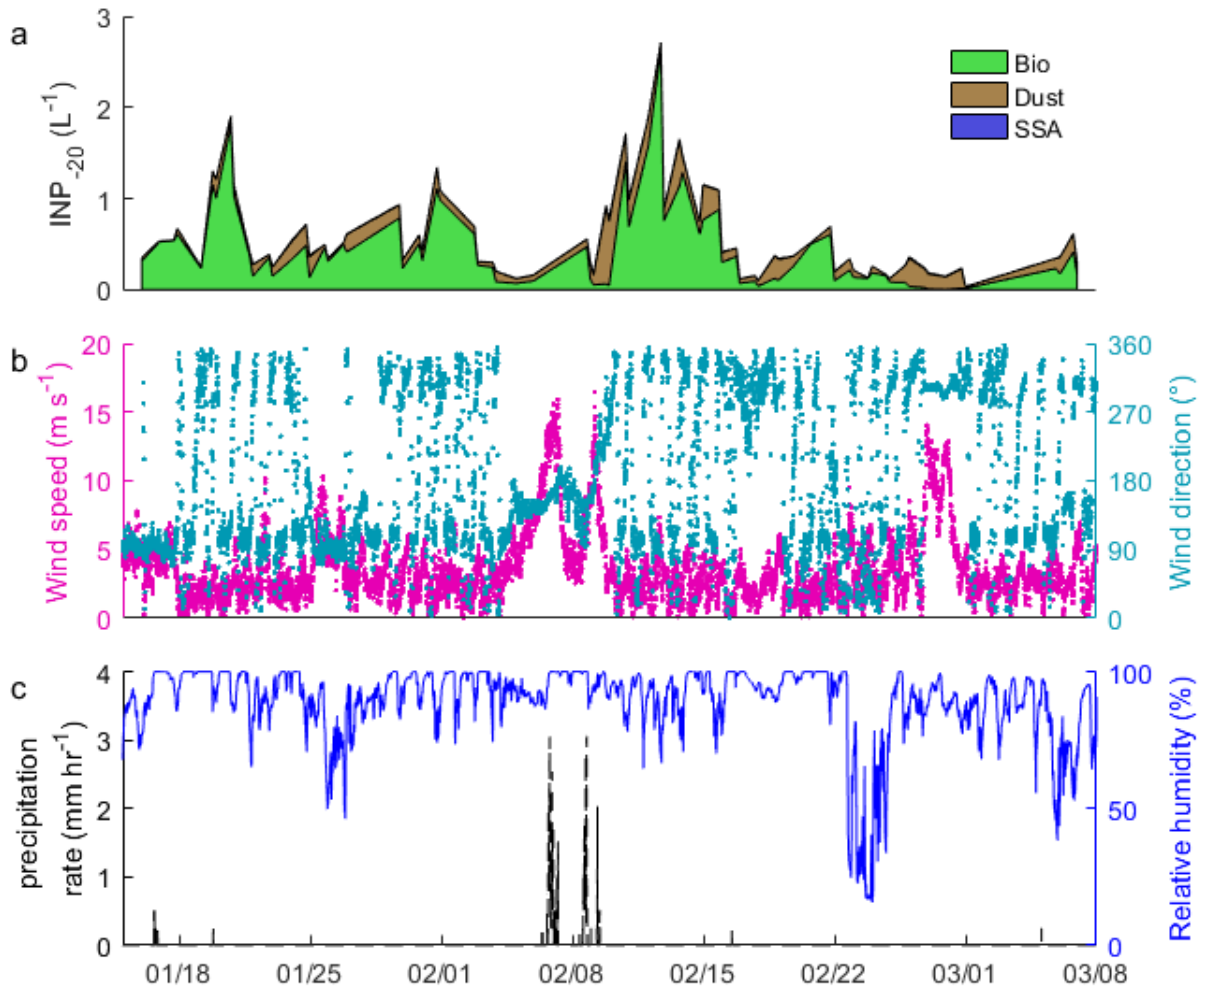 a
3
2
1
0
INP-20 (L-1)
Bio
Dust
SSA
b
20
15
10
5
0
Wind speed (m s-1)
360
270
180
90
0
Wind direction (°)
c
4
3
2
1
0
precipitation
rate (mm hr-1)
100
50
0
Relative humidity (%)
01/18 01/25 02/01 02/08 02/15 02/22 03/01 03/08